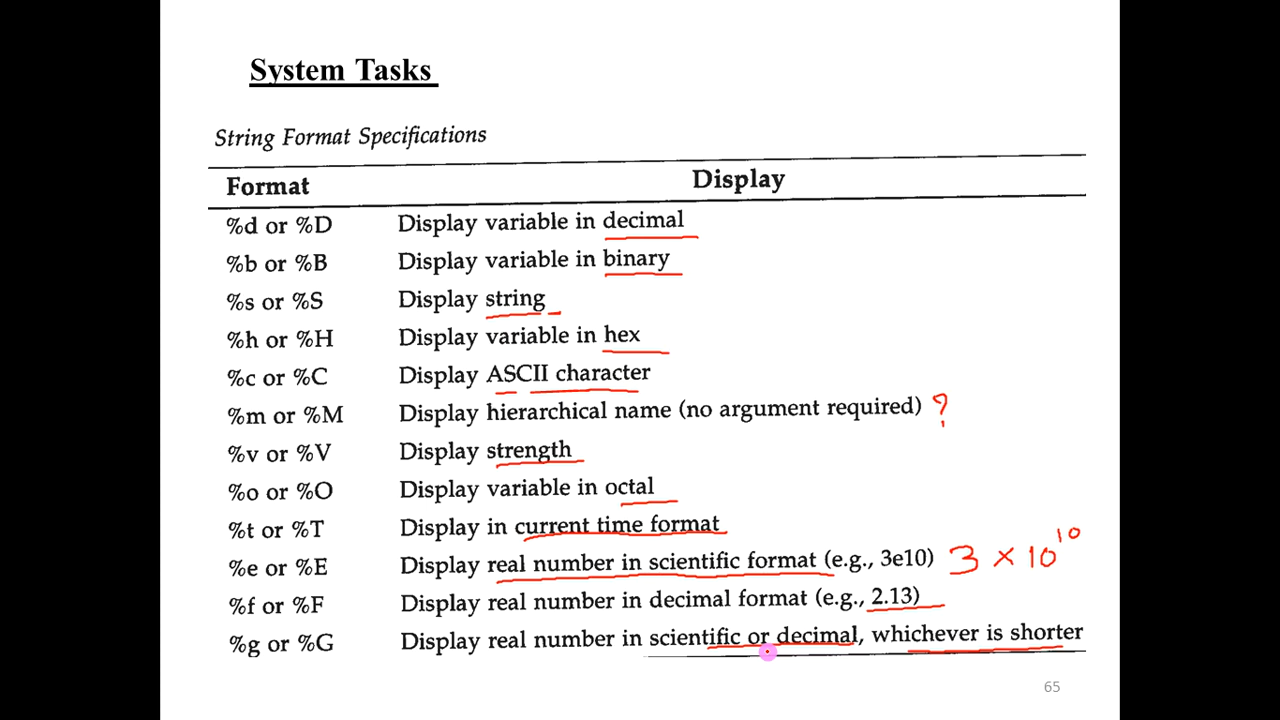 System Tasks
String Format Specifications
Format Display
%d or %D Display variable in decimal
%b or %B Display variable in binary
%s or %S Display string
%h or %H Display variable in hex
%c or %C Display ASCII character
%m or %M Display hierarchical name (no argument required) ?
%v or %V Display strength
%o or %O Display variable in octal
%t or %T Display in current time format
%e or %E Display real number in scientific format (e.g., 3e10) 3 × 10¹⁰
%f or %F Display real number in decimal format (e.g., 2.13)
%g or %G Display real number in scientific or decimal, whichever is shorter
65